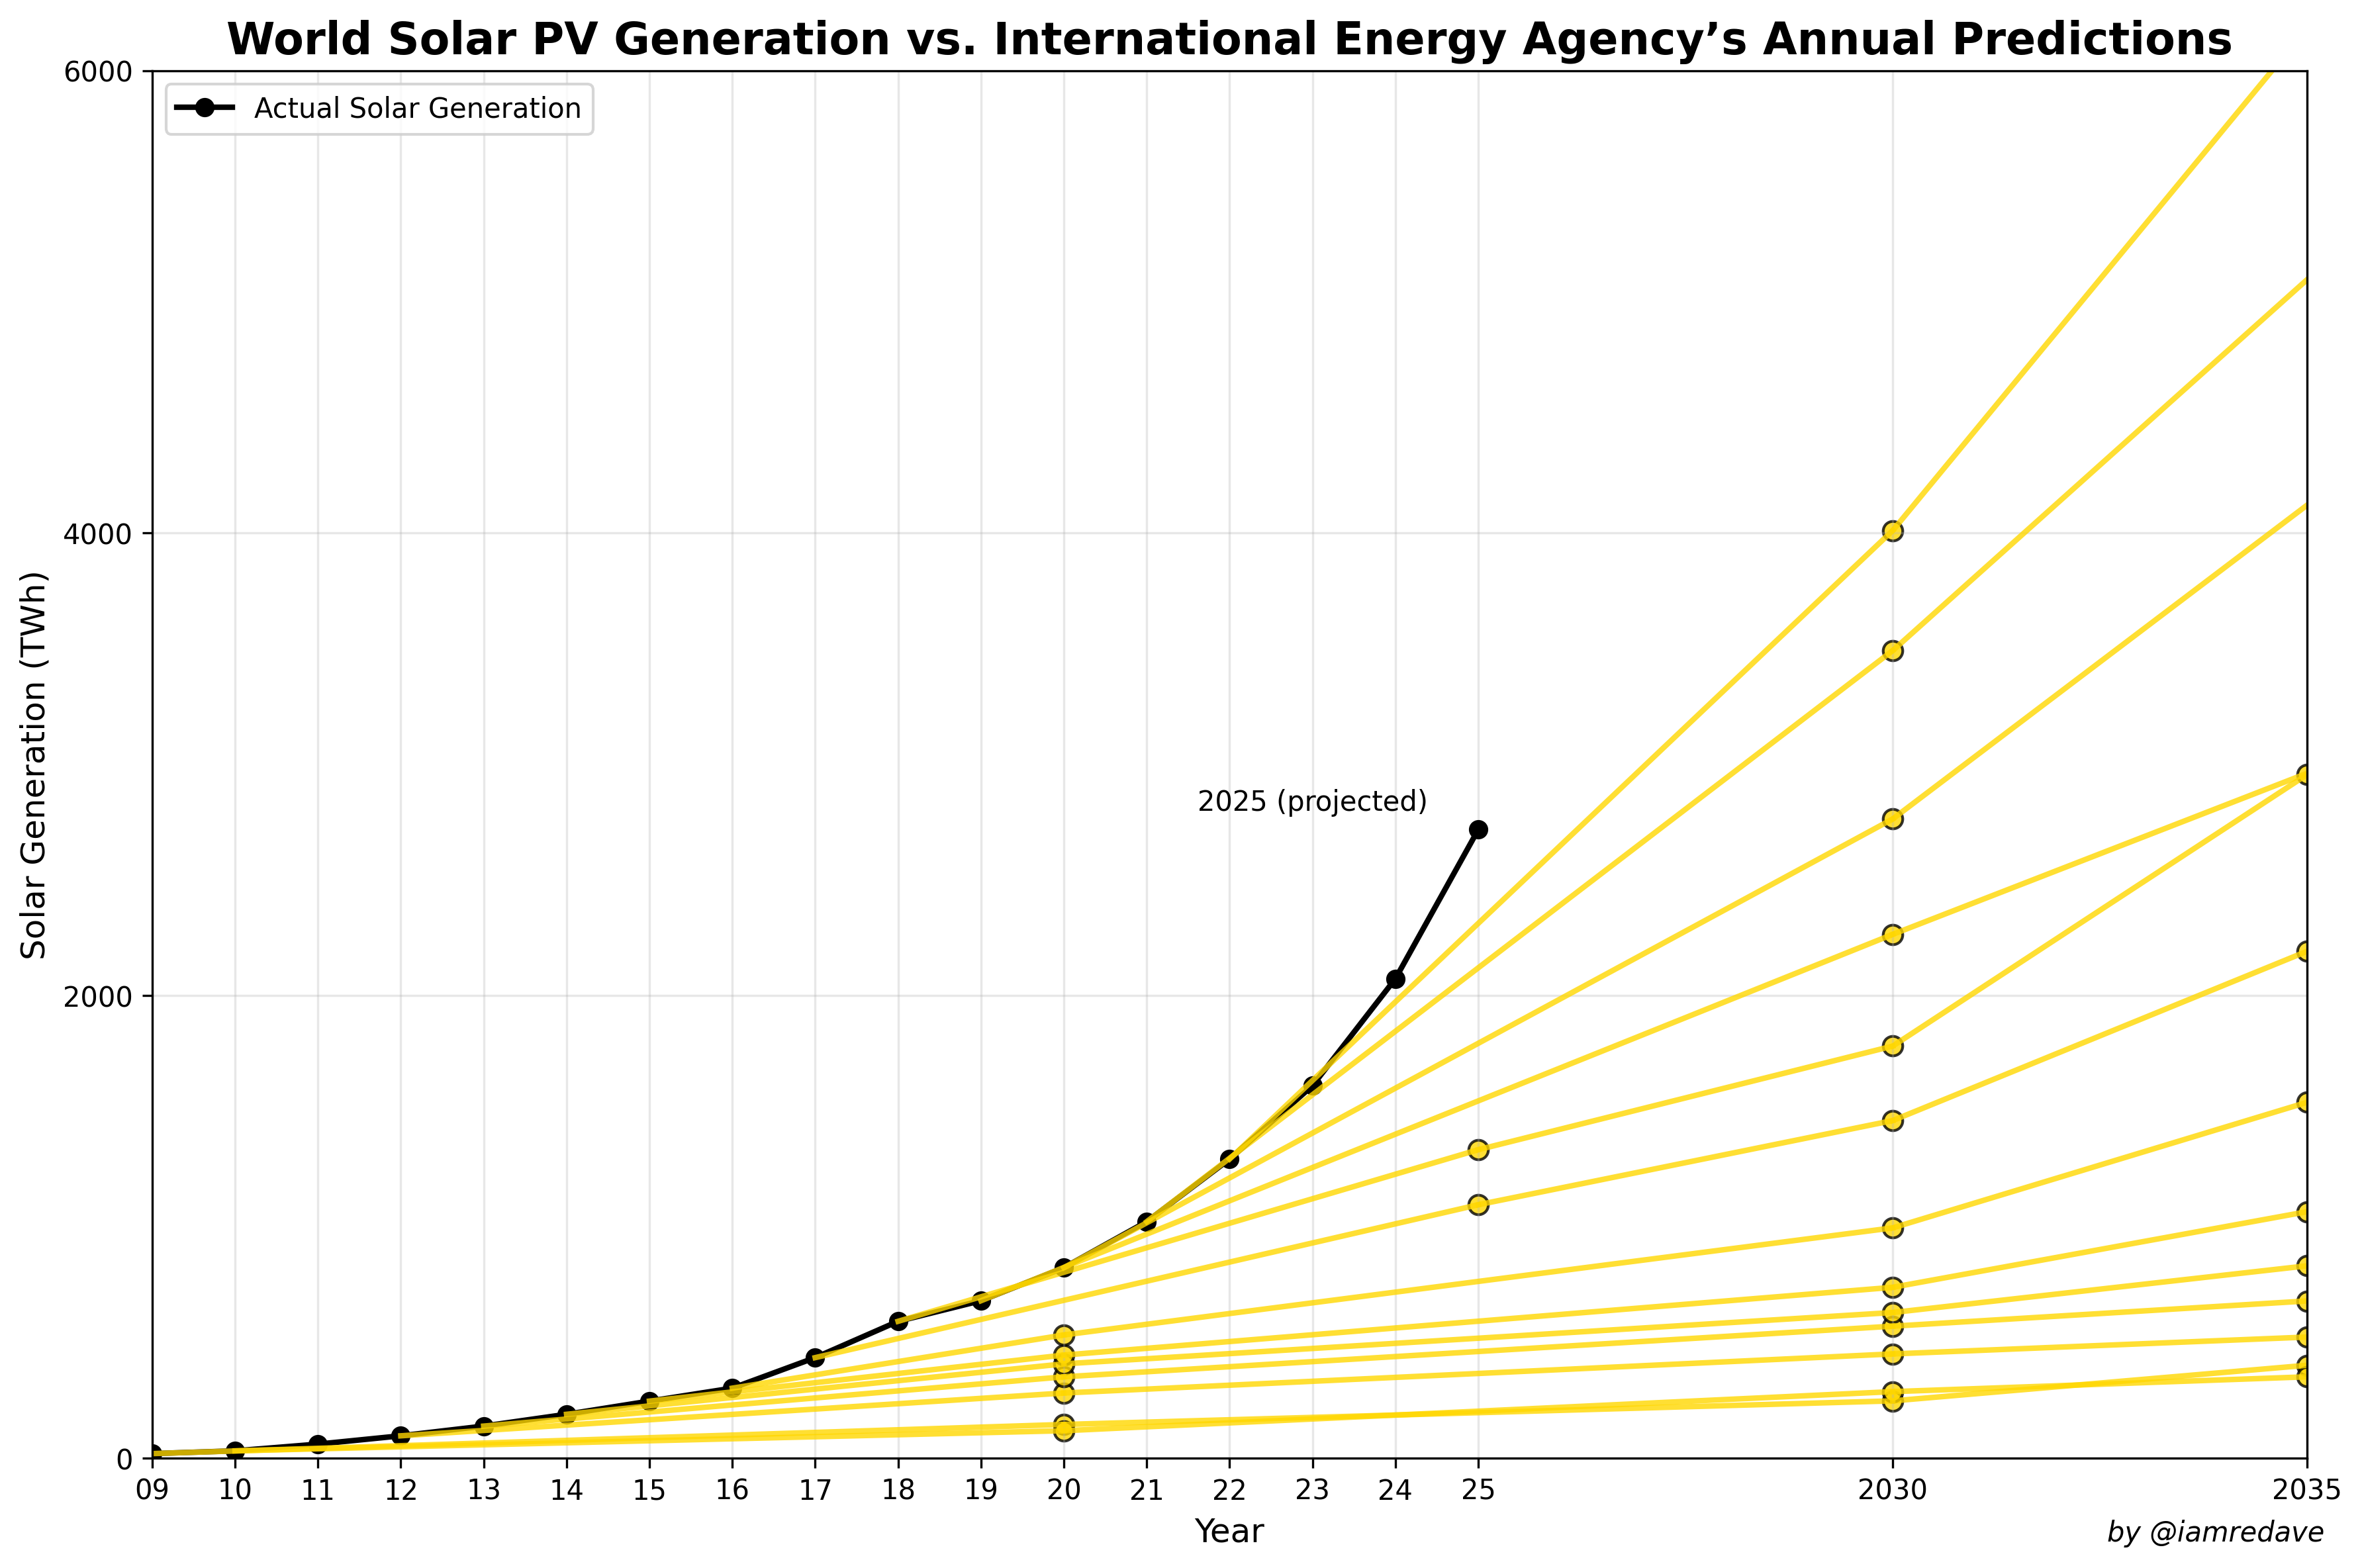 World Solar PV Generation vs. International Energy Agency’s Annual Predictions
Actual Solar Generation
Solar Generation (TWh)
6000
4000
2000
0
2025 (projected)
09 10 11 12 13 14 15 16 17 18 19 20 21 22 23 24 25 2030 2035
Year
by @iamredave